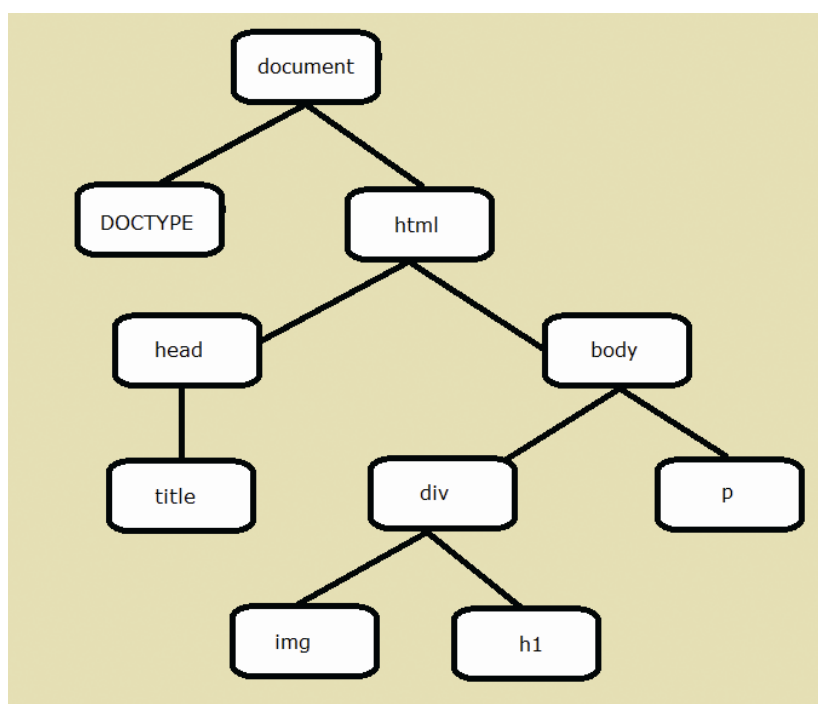 document
DOCTYPE
html
head
body
title
div
p
img
h1